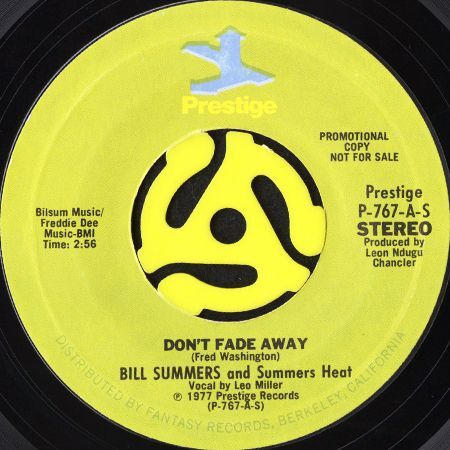 Prestige
PROMOTIONAL
COPY
NOT FOR SALE
Bilsum Music/
Freddie Dee
Music-BMI
Time: 2:56
Prestige
P-767-A-S
STEREO
Produced by
Leon Ndugu
Chancler
DON'T FADE AWAY
(Fred Washington)
BILL SUMMERS and Summers Heat
Vocal by Leo Miller
℗ 1977 Prestige Records
(P-767-A-S)
DISTRIBUTED BY FANTASY RECORDS, BERKELEY, CALIFORNIA